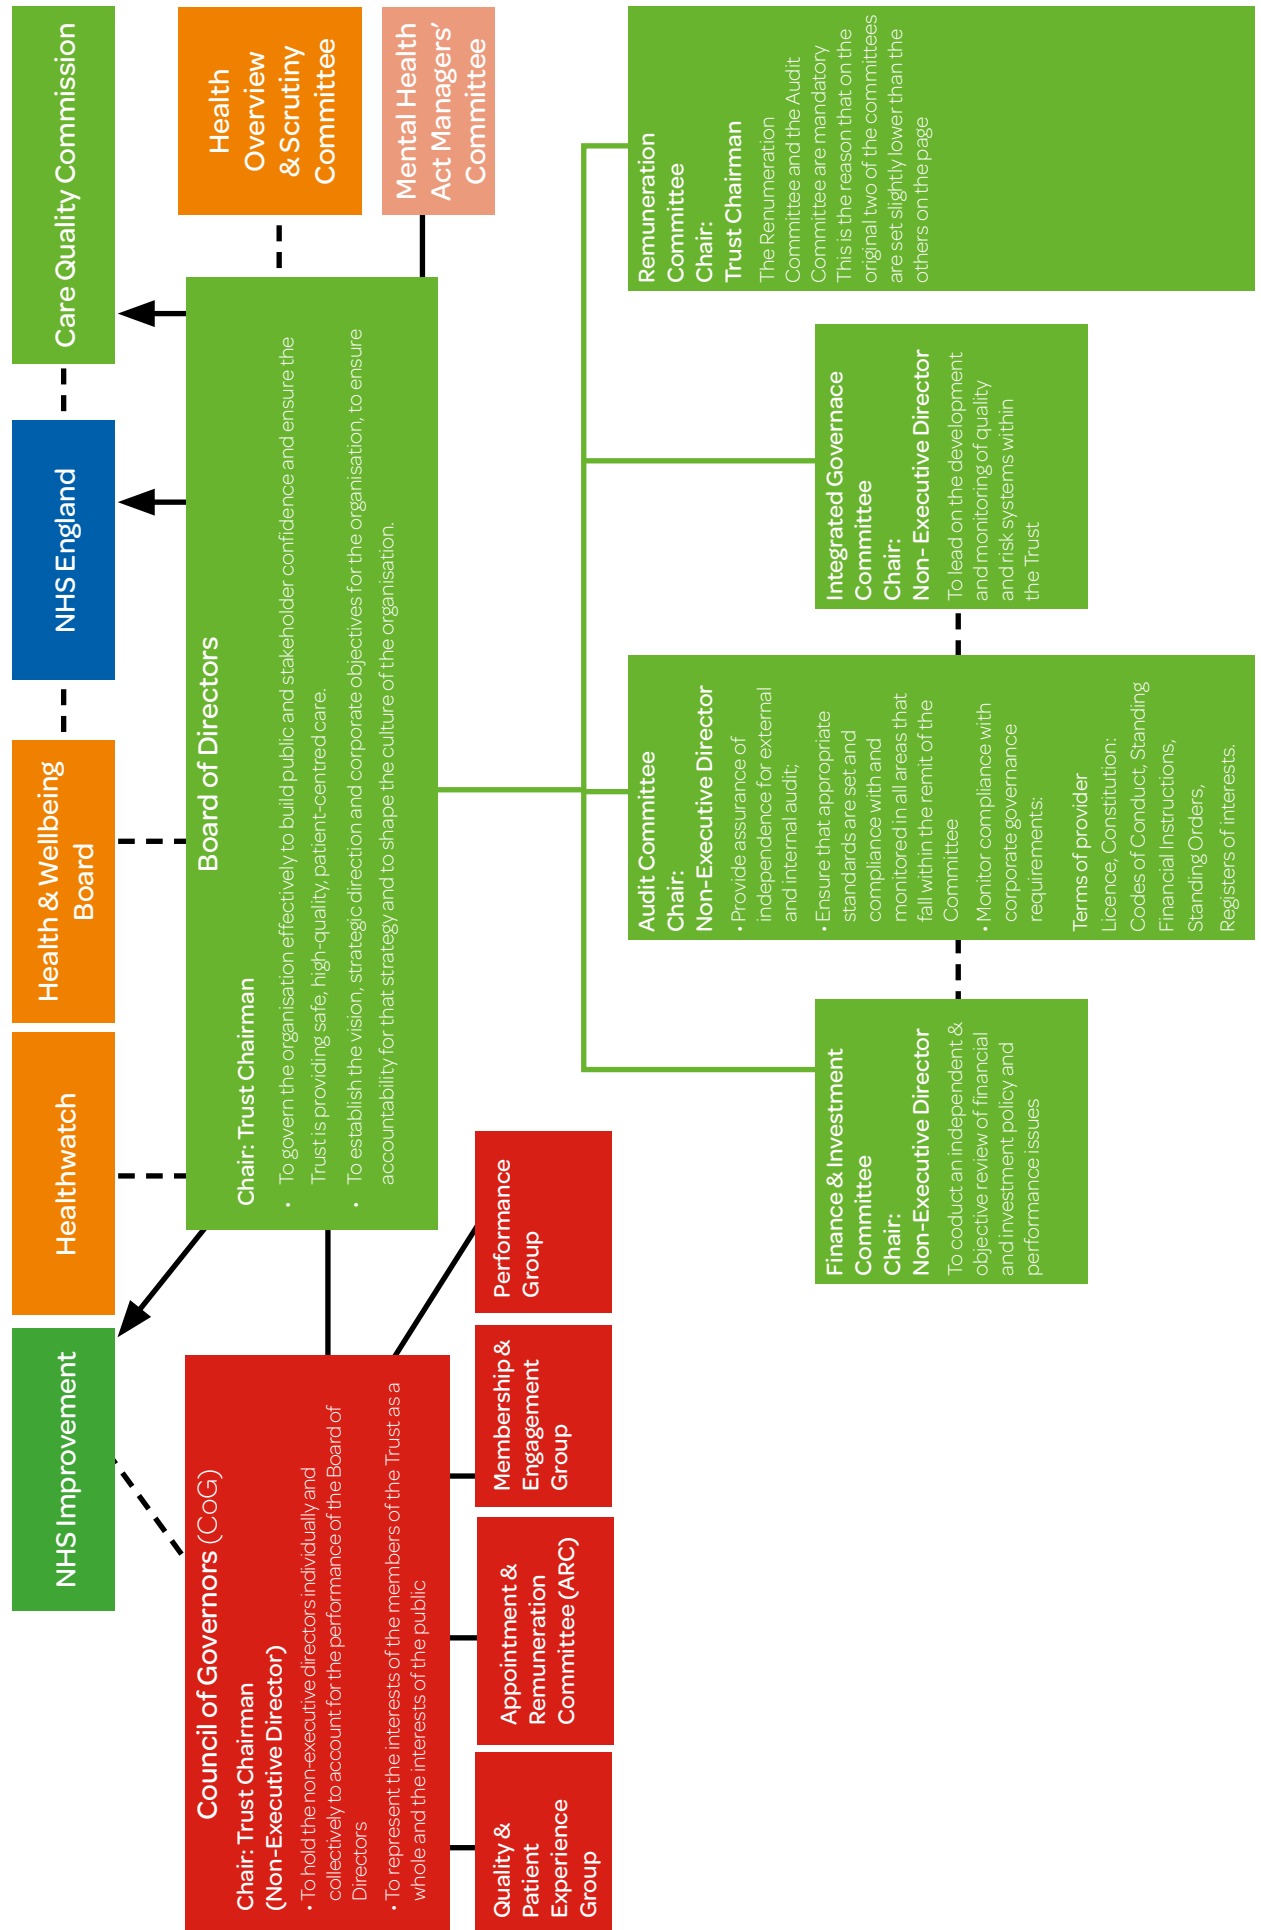 NHS Improvement
Healthwatch
Health & Wellbeing
Board
NHS England
Care Quality Commission
Council of Governors (CoG)
Chair: Trust Chairman
(Non-Executive Director)
• To hold the non-executive directors individually and
collectively to account for the performance of the Board of
Directors
• To represent the interests of the members of the Trust as a
whole and the interests of the public
Board of Directors
Chair: Trust Chairman
• To govern the organisation effectively to build public and stakeholder confidence and ensure the
Trust is providing safe, high-quality, patient-centred care.
• To establish the vision, strategic direction and corporate objectives for the organisation, to ensure
accountability for that strategy and to shape the culture of the organisation.
Health
Overview
& Scrutiny
Committee
Mental Health
Act Managers'
Committee
Quality &
Patient
Experience
Group
Appointment &
Remuneration
Committee (ARC)
Membership &
Engagement
Group
Performance
Group
Finance & Investment
Committee
Chair:
Non-Executive Director
To coduct an independent &
objective review of financial
and investment policy and
performance issues
Audit Committee
Chair:
Non-Executive Director
• Provide assurance of
independence for external
and internal audit;
• Ensure that appropriate
standards are set and
compliance with and
monitored in all areas that
fall within the remit of the
Committee
• Monitor compliance with
corporate governance
requirements:
Terms of provider
Licence, Constitution:
Codes of Conduct, Standing
Financial Instructions,
Standing Orders,
Registers of interests.
Integrated Governace
Committee
Chair:
Non- Executive Director
To lead on the development
and monitoring of quality
and risk systems within
the Trust
Remuneration
Committee
Chair:
Trust Chairman
The Renumeration
Committee and the Audit
Committee are mandatory
This is the reason that on the
original two of the committees
are set slightly lower than the
others on the page